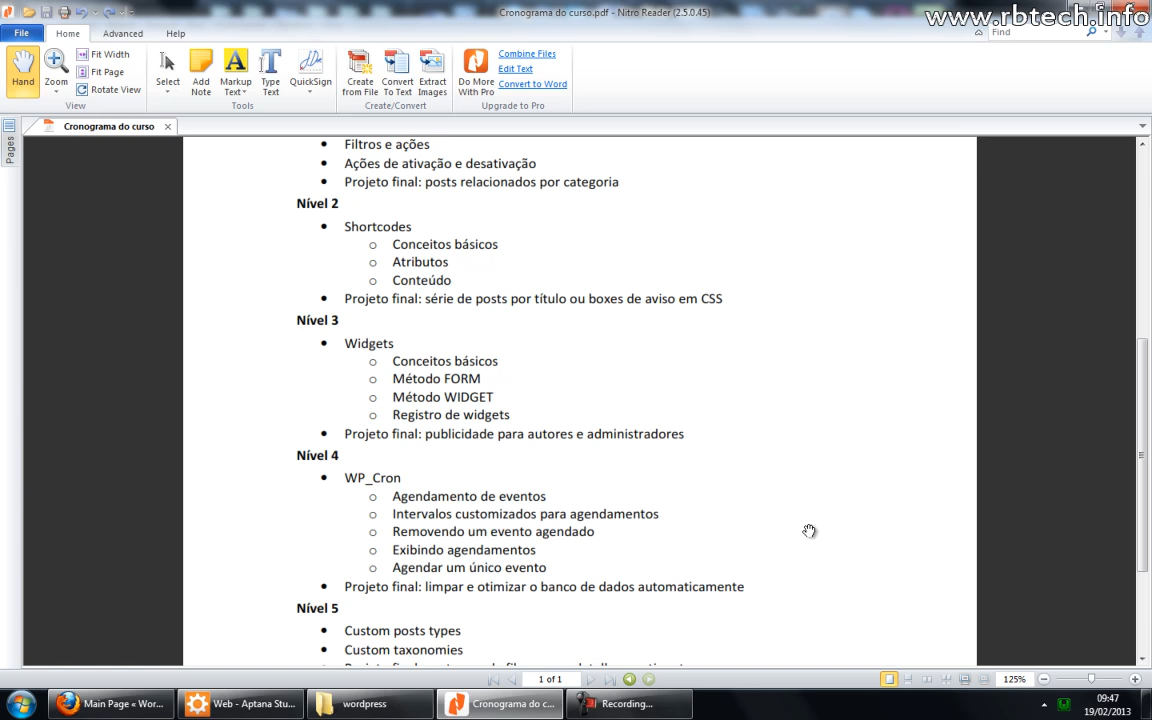 Cronograma do curso.pdf - Nitro Reader (2.5.0.45)
www.rbtech.info
File
Home
Advanced
Help
Find
Hand
Zoom
Fit Width
Fit Page
Rotate View
View
Select
Add Note
Markup Text
Type Text
QuickSign
Tools
Create from File
Convert To Text
Extract Images
Create/Convert
Do More With Pro
Combine Files
Edit Text
Convert to Word
Upgrade to Pro
Cronograma do curso
Pages
• Filtros e ações
• Ações de ativação e desativação
• Projeto final: posts relacionados por categoria
Nível 2
• Shortcodes
o Conceitos básicos
o Atributos
o Conteúdo
• Projeto final: série de posts por título ou boxes de aviso em CSS
Nível 3
• Widgets
o Conceitos básicos
o Método FORM
o Método WIDGET
o Registro de widgets
• Projeto final: publicidade para autores e administradores
Nível 4
• WP_Cron
o Agendamento de eventos
o Intervalos customizados para agendamentos
o Removendo um evento agendado
o Exibindo agendamentos
o Agendar um único evento
• Projeto final: limpar e otimizar o banco de dados automaticamente
Nível 5
• Custom posts types
• Custom taxonomies
1 of 1
125%
Main Page « Wor...
Web - Aptana Stu...
wordpress
Cronograma do c...
Recording...
09:47
19/02/2013